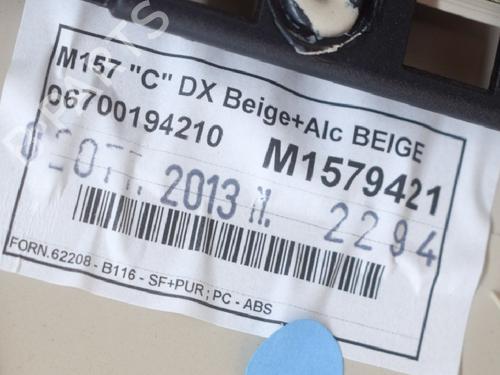 M157 "C" DX Beige+Alc BEIGE
06700194210
M1579421
OTT. 2013 N. 2294
FORN.62208 - B116 - SF+PUR ; PC - ABS